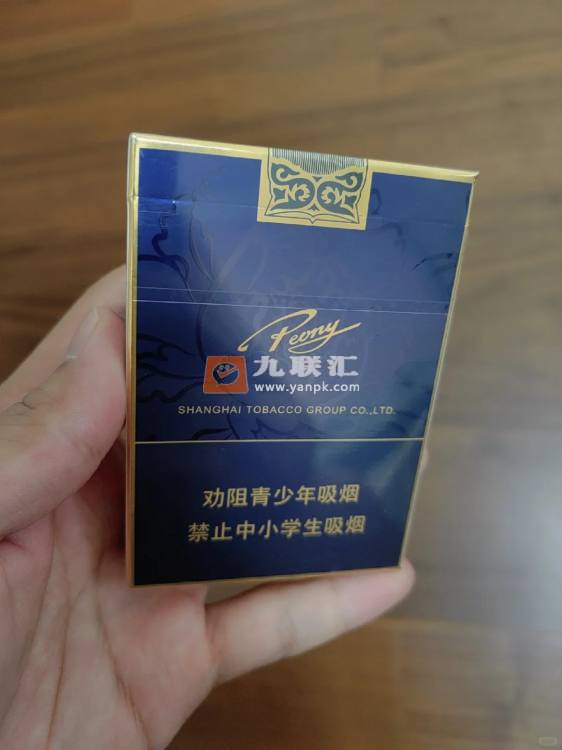 Peony
九联汇
www.yanpk.com
SHANGHAI TOBACCO GROUP CO.,LTD.
劝阻青少年吸烟
禁止中小学生吸烟